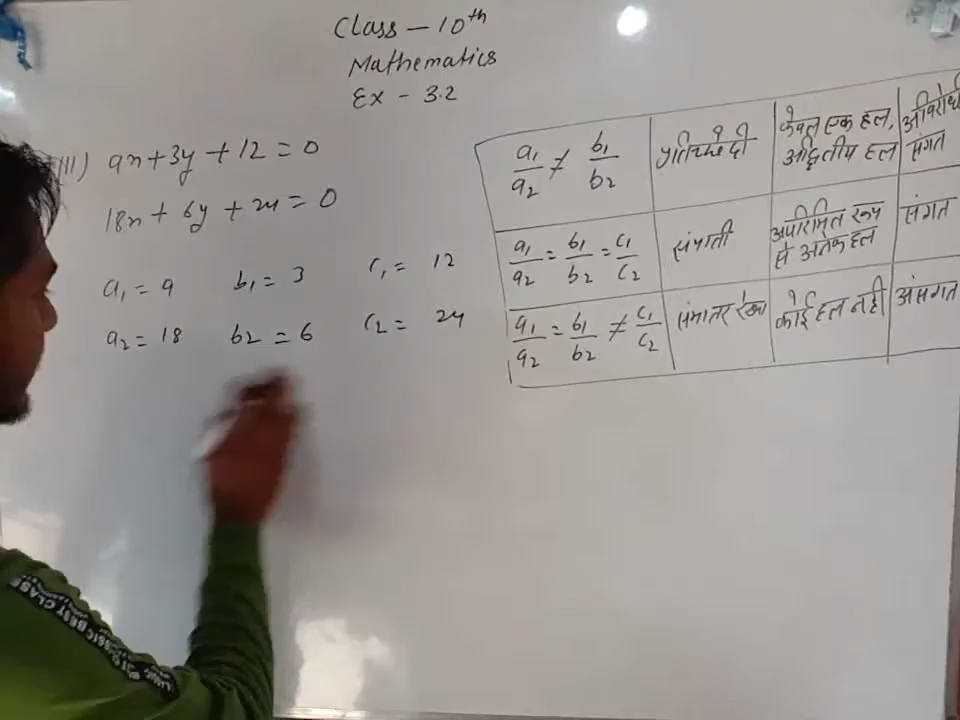 Class - 10th
Mathematics
Ex - 3.2
III) 9x+3y+12=0
18x+6y+24=0
a₁=9 b₁=3 c₁= 12
a₂=18 b2=6 c₂= 24
a₁/a₂ ≠ b₁/b₂ प्रतिच्छेदी केवल एक हल, अद्वितीय हल अविरोधी संगत
a₁/a₂ = b₁/b₂ = c₁/c₂ संपाती अपरिमित रूप से अनेक हल संगत
a₁/a₂ = b₁/b₂ ≠ c₁/c₂ समांतर रेखा कोई हल नहीं असंगत